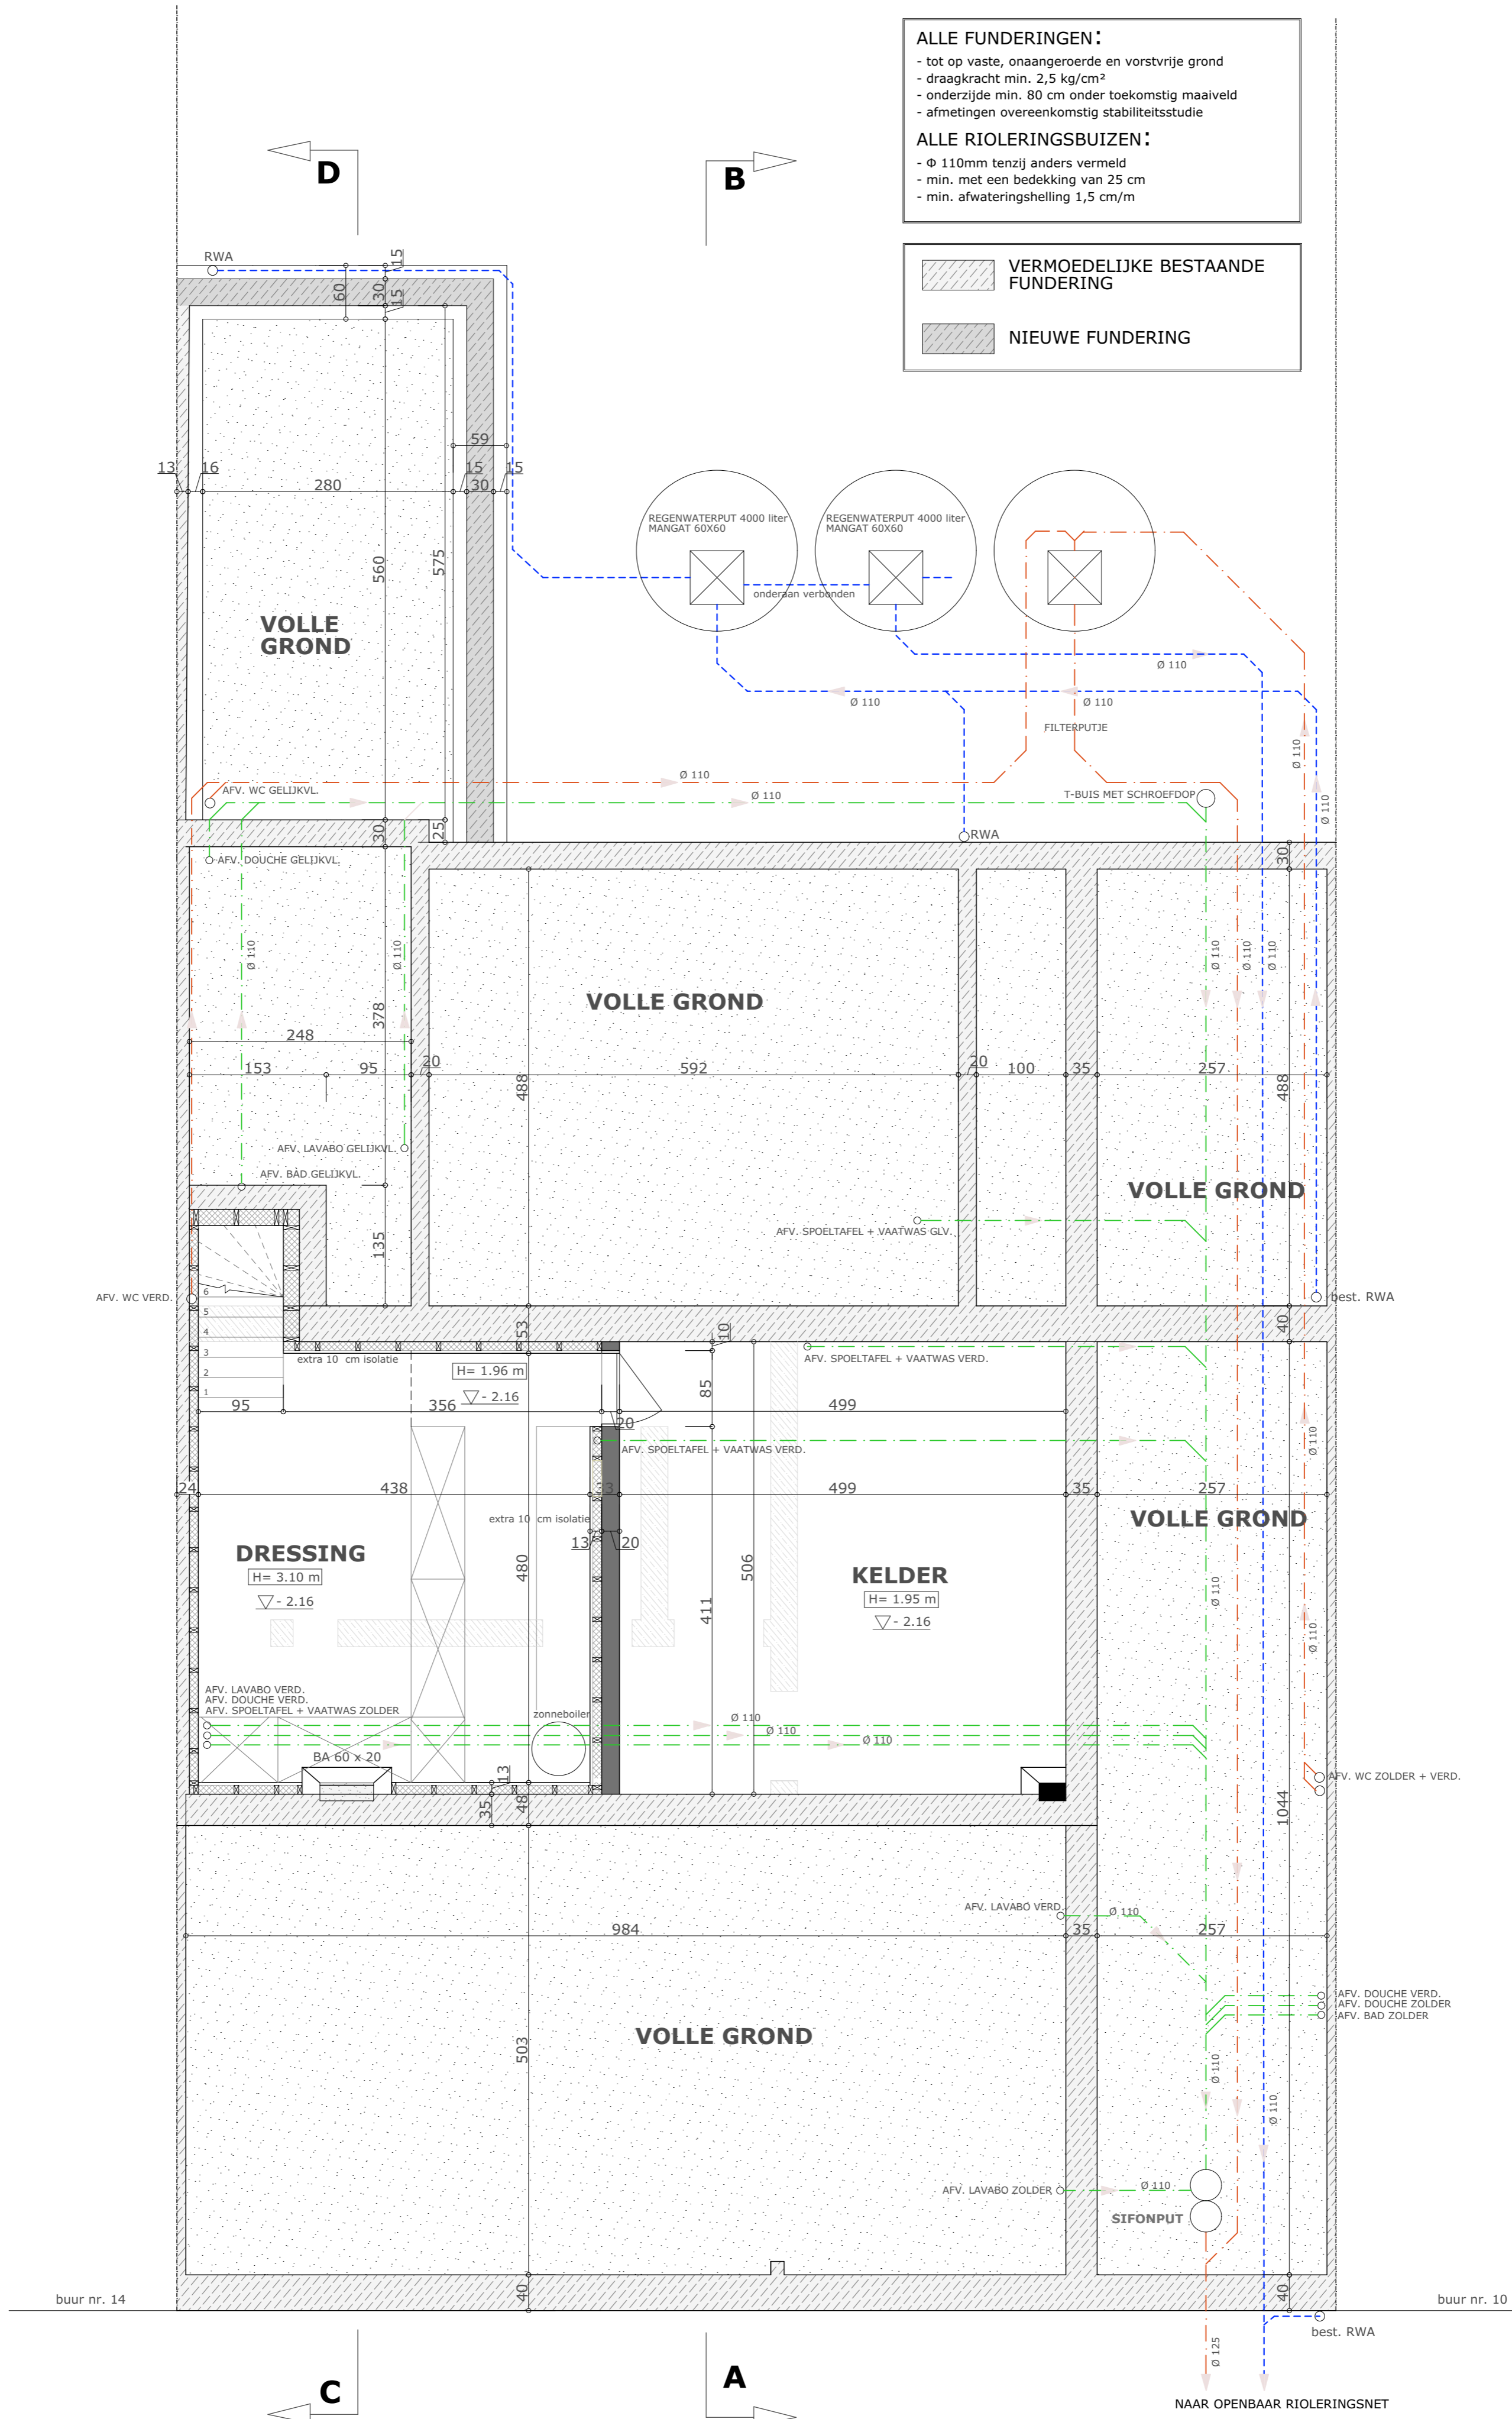 ALLE FUNDERINGEN:
- tot op vaste, onaangeroerde en vorstvrije grond
- draagkracht min. 2,5 kg/cm²
- onderzijde min. 80 cm onder toekomstig maaiveld
- afmetingen overeenkomstig stabiliteitsstudie
ALLE RIOLERINGSBUIZEN:
- Φ 110mm tenzij anders vermeld
- min. met een bedekking van 25 cm
- min. afwateringshelling 1,5 cm/m
D
B
VERMOEDELIJKE BESTAANDE
FUNDERING
NIEUWE FUNDERING
RWA
60
30
15
15
59
13
16
280
15
30
15
560
575
REGENWATERPUT 4000 liter
MANGAT 60X60
REGENWATERPUT 4000 liter
MANGAT 60X60
onderaan verbonden
VOLLE
GROND
Ø 110
Ø 110
Ø 110
FILTERPUTJE
Ø 110
Ø 110
Ø 110
Ø 110
AFV. WC GELIJKVL.
T-BUIS MET SCHROEFDOP
30
25
RWA
AFV. DOUCHE GELIJKVL.
30
Ø 110
Ø 110
Ø 110
Ø 110
Ø 110
VOLLE GROND
378
248
153
95
20
592
20
100
35
257
488
488
AFV. LAVABO GELIJKVL.
AFV. BAD GELIJKVL.
VOLLE GROND
135
AFV. SPOELTAFEL + VAATWAS GLV.
AFV. WC VERD.
best. RWA
6
5
4
3
2
1
53
10
40
extra 10 cm isolatie
H= 1.96 m
- 2.16
AFV. SPOELTAFEL + VAATWAS VERD.
85
95
356
20
499
AFV. SPOELTAFEL + VAATWAS VERD.
Ø 110
24
438
33
499
35
257
extra 10 cm isolatie
13
20
VOLLE GROND
DRESSING
H= 3.10 m
- 2.16
480
506
411
KELDER
H= 1.95 m
- 2.16
Ø 110
Ø 110
AFV. LAVABO VERD.
AFV. DOUCHE VERD.
AFV. SPOELTAFEL + VAATWAS ZOLDER
zonneboiler
Ø 110
Ø 110
Ø 110
BA 60 x 20
13
48
35
AFV. WC ZOLDER + VERD.
1044
AFV. LAVABO VERD.
Ø 110
984
35
257
AFV. DOUCHE VERD.
AFV. DOUCHE ZOLDER
AFV. BAD ZOLDER
VOLLE GROND
503
Ø 110
Ø 110
AFV. LAVABO ZOLDER
Ø 110
SIFONPUT
40
40
buur nr. 14
buur nr. 10
best. RWA
Ø 125
C
A
NAAR OPENBAAR RIOLERINGSNET